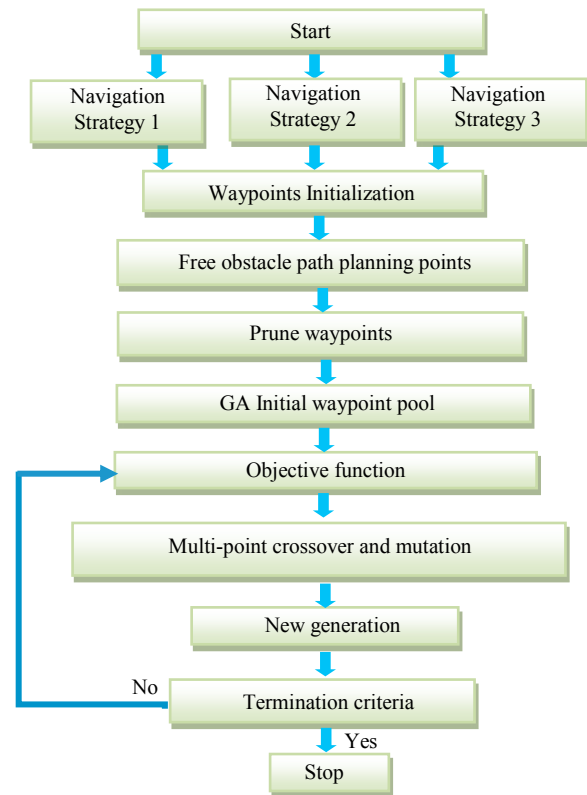 Start
Navigation
Strategy 1
Navigation
Strategy 2
Navigation
Strategy 3
Waypoints Initialization
Free obstacle path planning points
Prune waypoints
GA Initial waypoint pool
Objective function
Multi-point crossover and mutation
New generation
No
Termination criteria
Yes
Stop